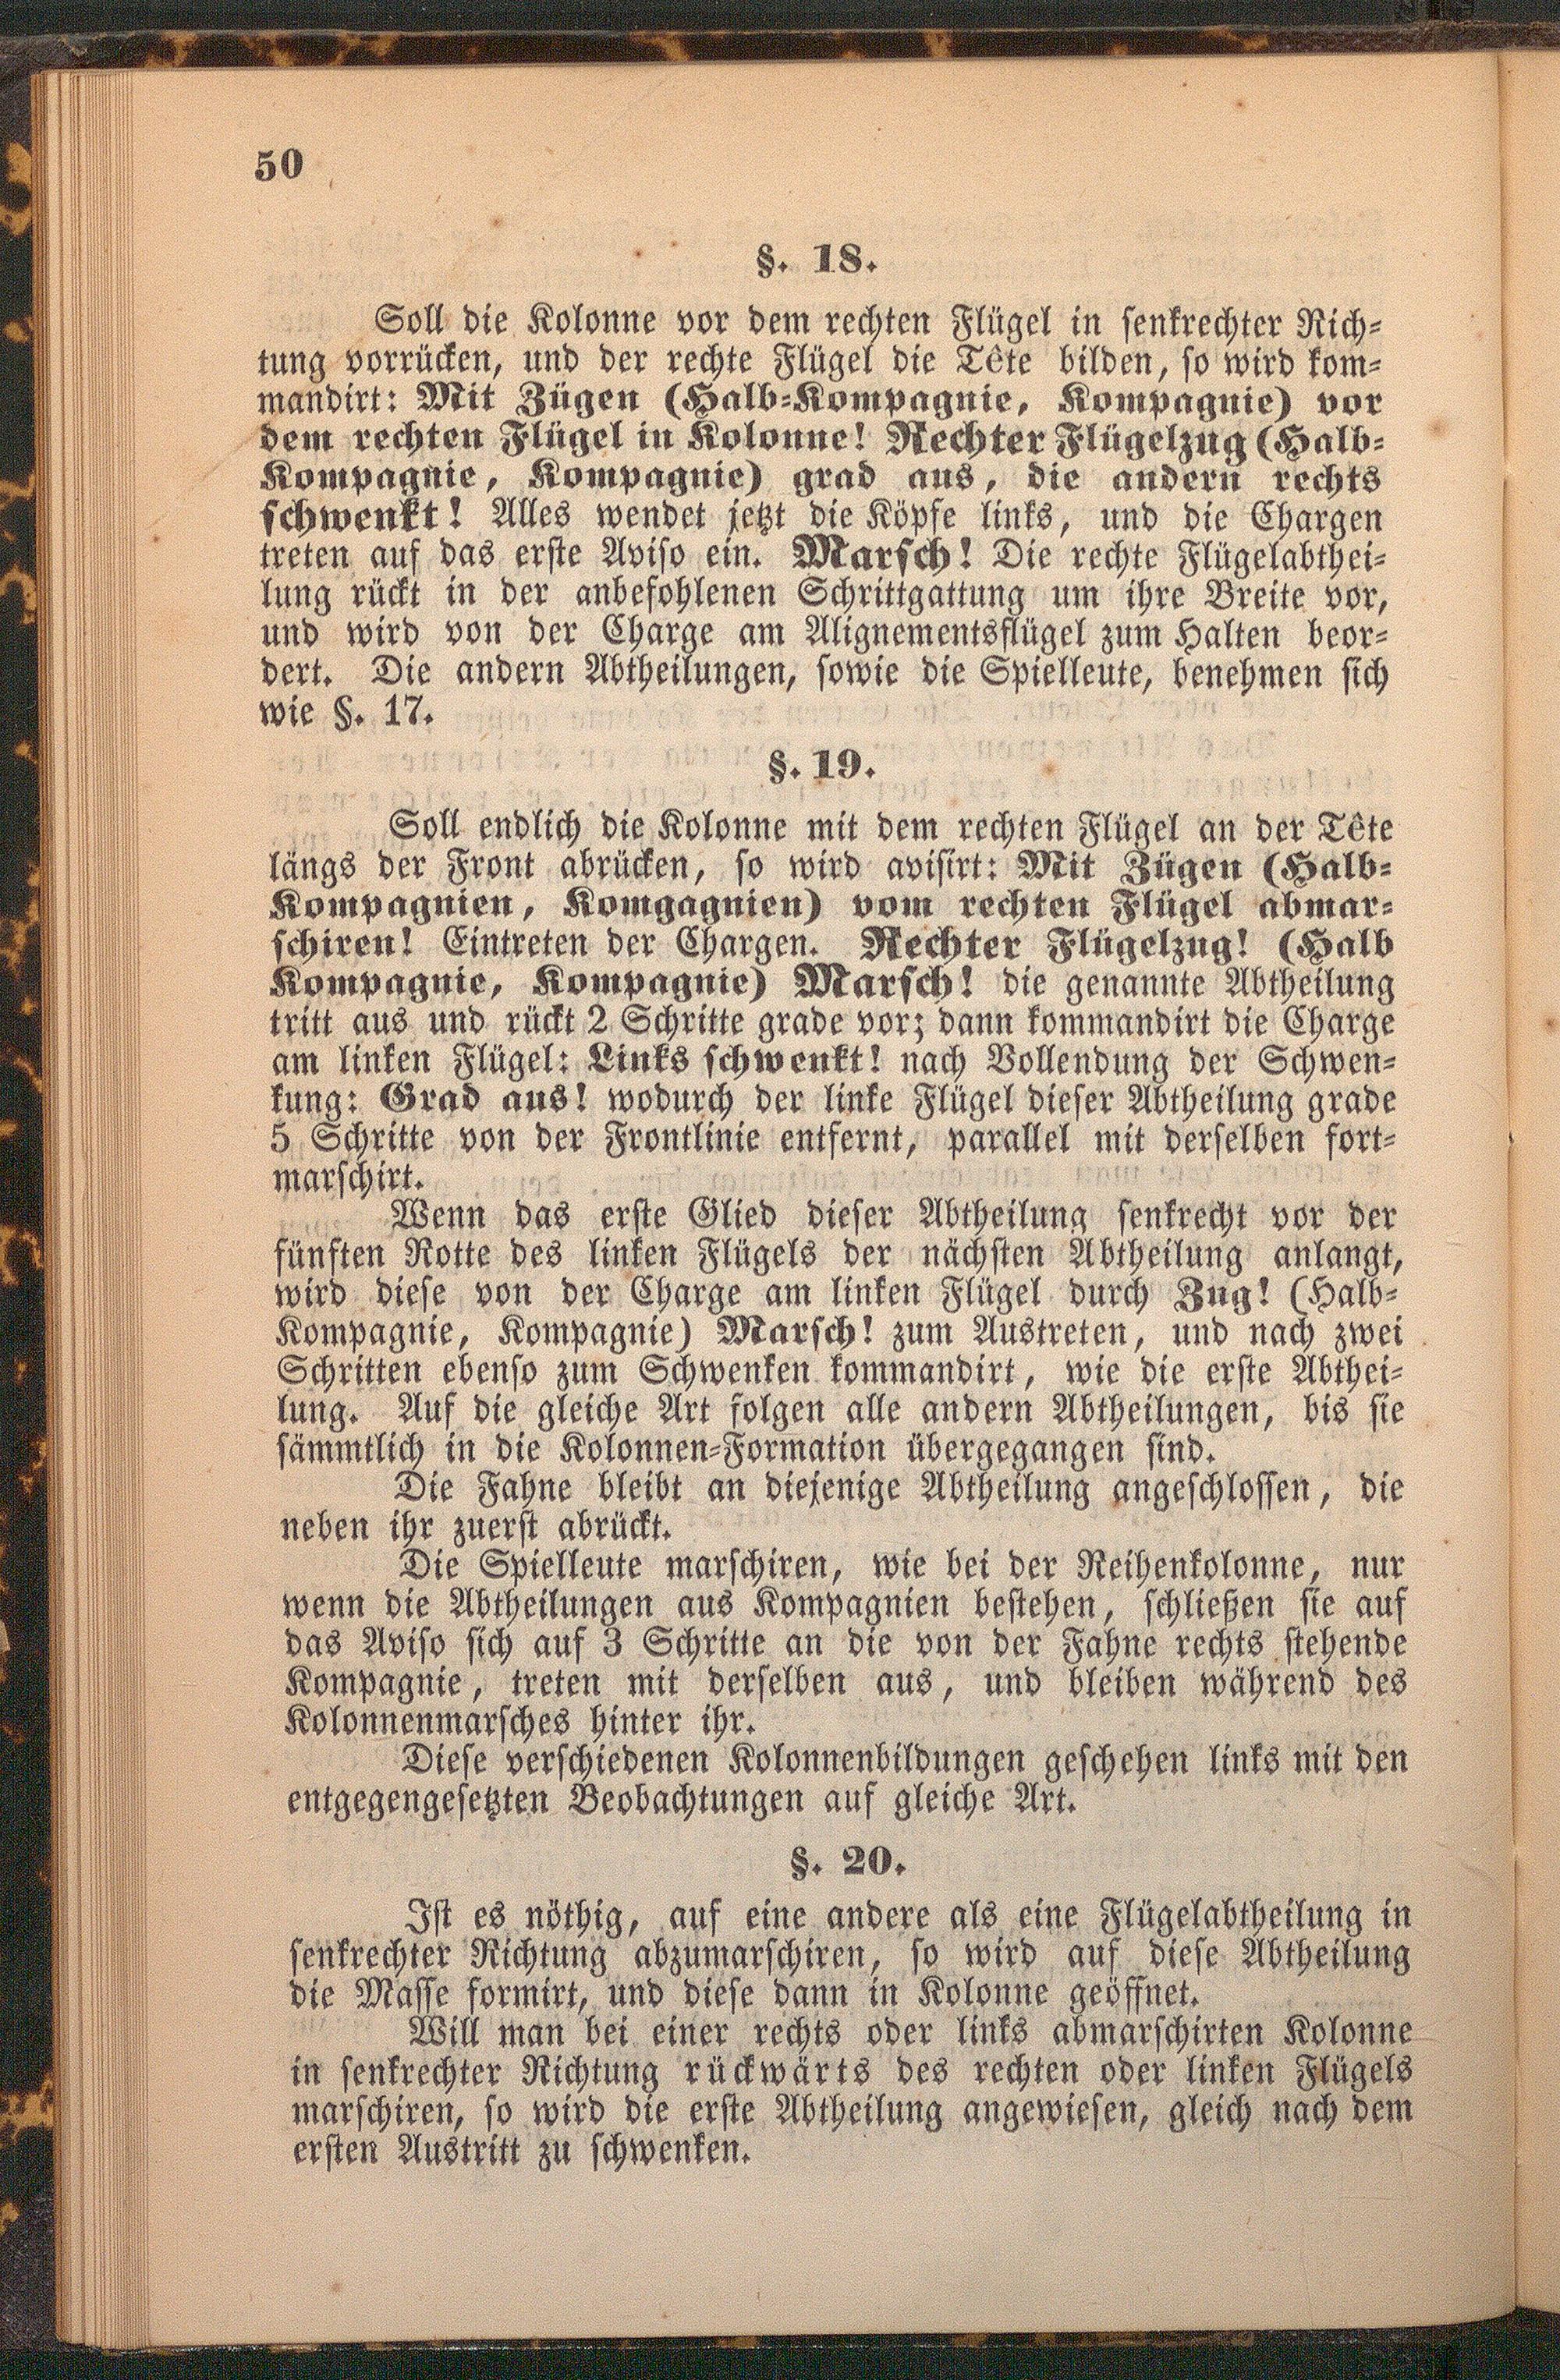 50
§. 18.
Soll die Kolonne vor dem rechten Flügel in senkrechter Rich-
tung vorrücken, und der rechte Flügel die Tête bilden, so wird kom-
mandirt: Mit Zügen (Halb-Kompagnie, Kompagnie) vor
dem rechten Flügel in Kolonne! Rechter Flügelzug (Halb-
Kompagnie, Kompagnie) grad aus, die andern rechts
schwenkt! Alles wendet jetzt die Köpfe links, und die Chargen
treten auf das erste Aviso ein. Marsch! Die rechte Flügelabthei-
lung rückt in der anbefohlenen Schrittgattung um ihre Breite vor,
und wird von der Charge am Alignementsflügel zum Halten beor-
dert. Die andern Abtheilungen, sowie die Spielleute, benehmen sich
wie §. 17.
§. 19.
Soll endlich die Kolonne mit dem rechten Flügel an der Tête
längs der Front abrücken, so wird avisirt: Mit Zügen (Halb-
Kompagnien, Komgagnien) vom rechten Flügel abmar-
schiren! Eintreten der Chargen. Rechter Flügelzug! (Halb
Kompagnie, Kompagnie) Marsch! die genannte Abtheilung
tritt aus und rückt 2 Schritte grade vor; dann kommandirt die Charge
am linken Flügel: Links schwenkt! nach Vollendung der Schwen-
kung: Grad aus! wodurch der linke Flügel dieser Abtheilung grade
5 Schritte von der Frontlinie entfernt, parallel mit derselben fort-
marschirt.
Wenn das erste Glied dieser Abtheilung senkrecht vor der
fünften Rotte des linken Flügels der nächsten Abtheilung anlangt,
wird diese von der Charge am linken Flügel durch Zug! (Halb-
Kompagnie, Kompagnie) Marsch! zum Austreten, und nach zwei
Schritten ebenso zum Schwenken kommandirt, wie die erste Abthei-
lung. Auf die gleiche Art folgen alle andern Abtheilungen, bis sie
sämmtlich in die Kolonnen-Formation übergegangen sind.
Die Fahne bleibt an diejenige Abtheilung angeschlossen, die
neben ihr zuerst abrückt.
Die Spielleute marschiren, wie bei der Reihenkolonne, nur
wenn die Abtheilungen aus Kompagnien bestehen, schließen sie auf
das Aviso sich auf 3 Schritte an die von der Fahne rechts stehende
Kompagnie, treten mit derselben aus, und bleiben während des
Kolonnenmarsches hinter ihr.
Diese verschiedenen Kolonnenbildungen geschehen links mit den
entgegengesetzten Beobachtungen auf gleiche Art.
§. 20.
Ist es nöthig, auf eine andere als eine Flügelabtheilung in
senkrechter Richtung abzumarschiren, so wird auf diese Abtheilung
die Masse formirt, und diese dann in Kolonne geöffnet.
Will man bei einer rechts oder links abmarschirten Kolonne
in senkrechter Richtung rückwärts des rechten oder linken Flügels
marschiren, so wird die erste Abtheilung angewiesen, gleich nach dem
ersten Austritt zu schwenken.